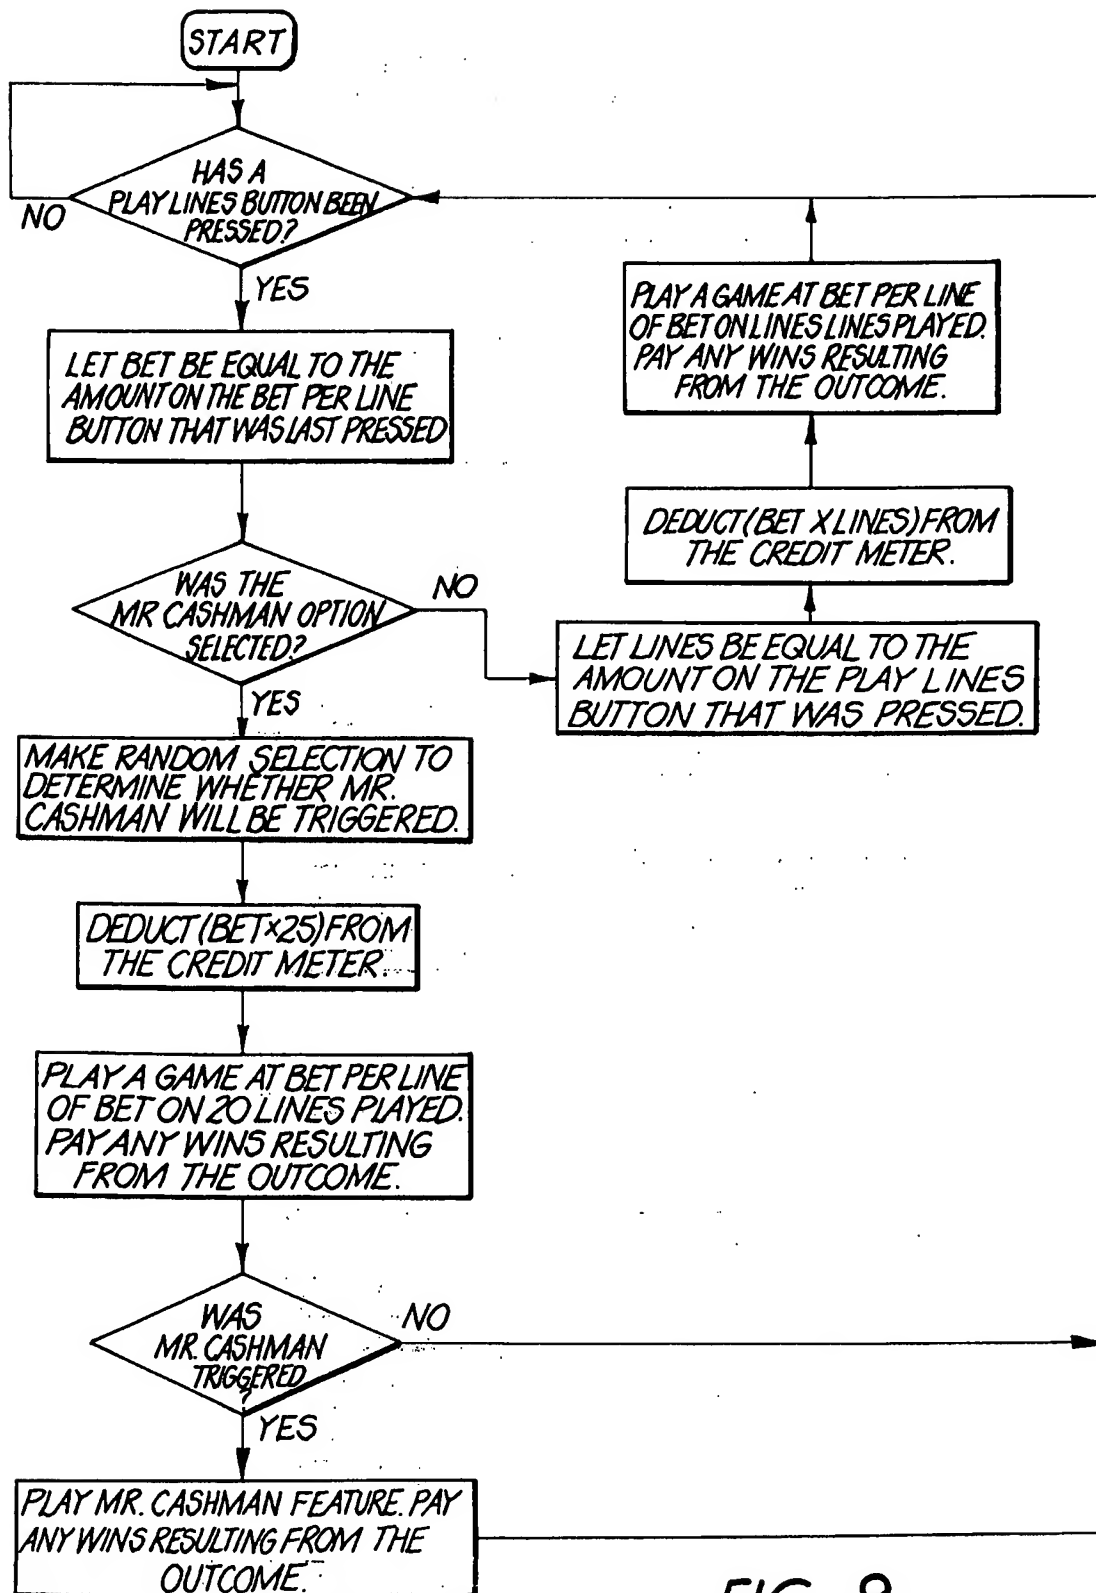 START
HAS A
PLAY LINES BUTTON BEEN
PRESSED?
NO
YES
LET BET BE EQUAL TO THE
AMOUNT ON THE BET PER LINE
BUTTON THAT WAS LAST PRESSED
WAS THE
MR CASHMAN OPTION
SELECTED?
NO
YES
MAKE RANDOM SELECTION TO
DETERMINE WHETHER MR.
CASHMAN WILL BE TRIGGERED.
DEDUCT (BET×25) FROM
THE CREDIT METER.
PLAY A GAME AT BET PER LINE
OF BET ON 20 LINES PLAYED.
PAY ANY WINS RESULTING
FROM THE OUTCOME.
WAS
MR. CASHMAN
TRIGGERED
?
NO
YES
PLAY MR. CASHMAN FEATURE. PAY
ANY WINS RESULTING FROM THE
OUTCOME.
PLAY A GAME AT BET PER LINE
OF BET ON LINES LINES PLAYED.
PAY ANY WINS RESULTING
FROM THE OUTCOME.
DEDUCT (BET X LINES) FROM
THE CREDIT METER.
LET LINES BE EQUAL TO THE
AMOUNT ON THE PLAY LINES
BUTTON THAT WAS PRESSED.